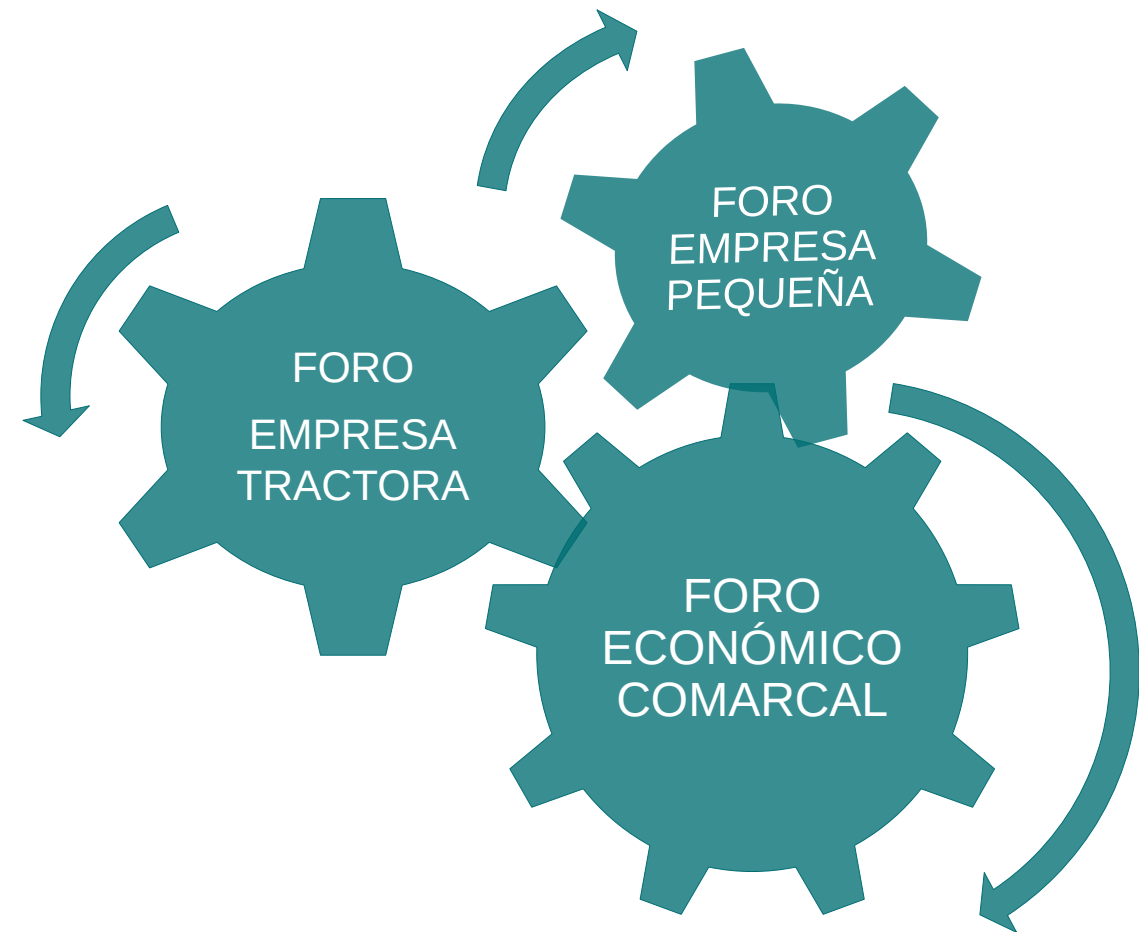 FORO
EMPRESA
PEQUEÑA
FORO
EMPRESA
TRACTORA
FORO
ECONÓMICO
COMARCAL